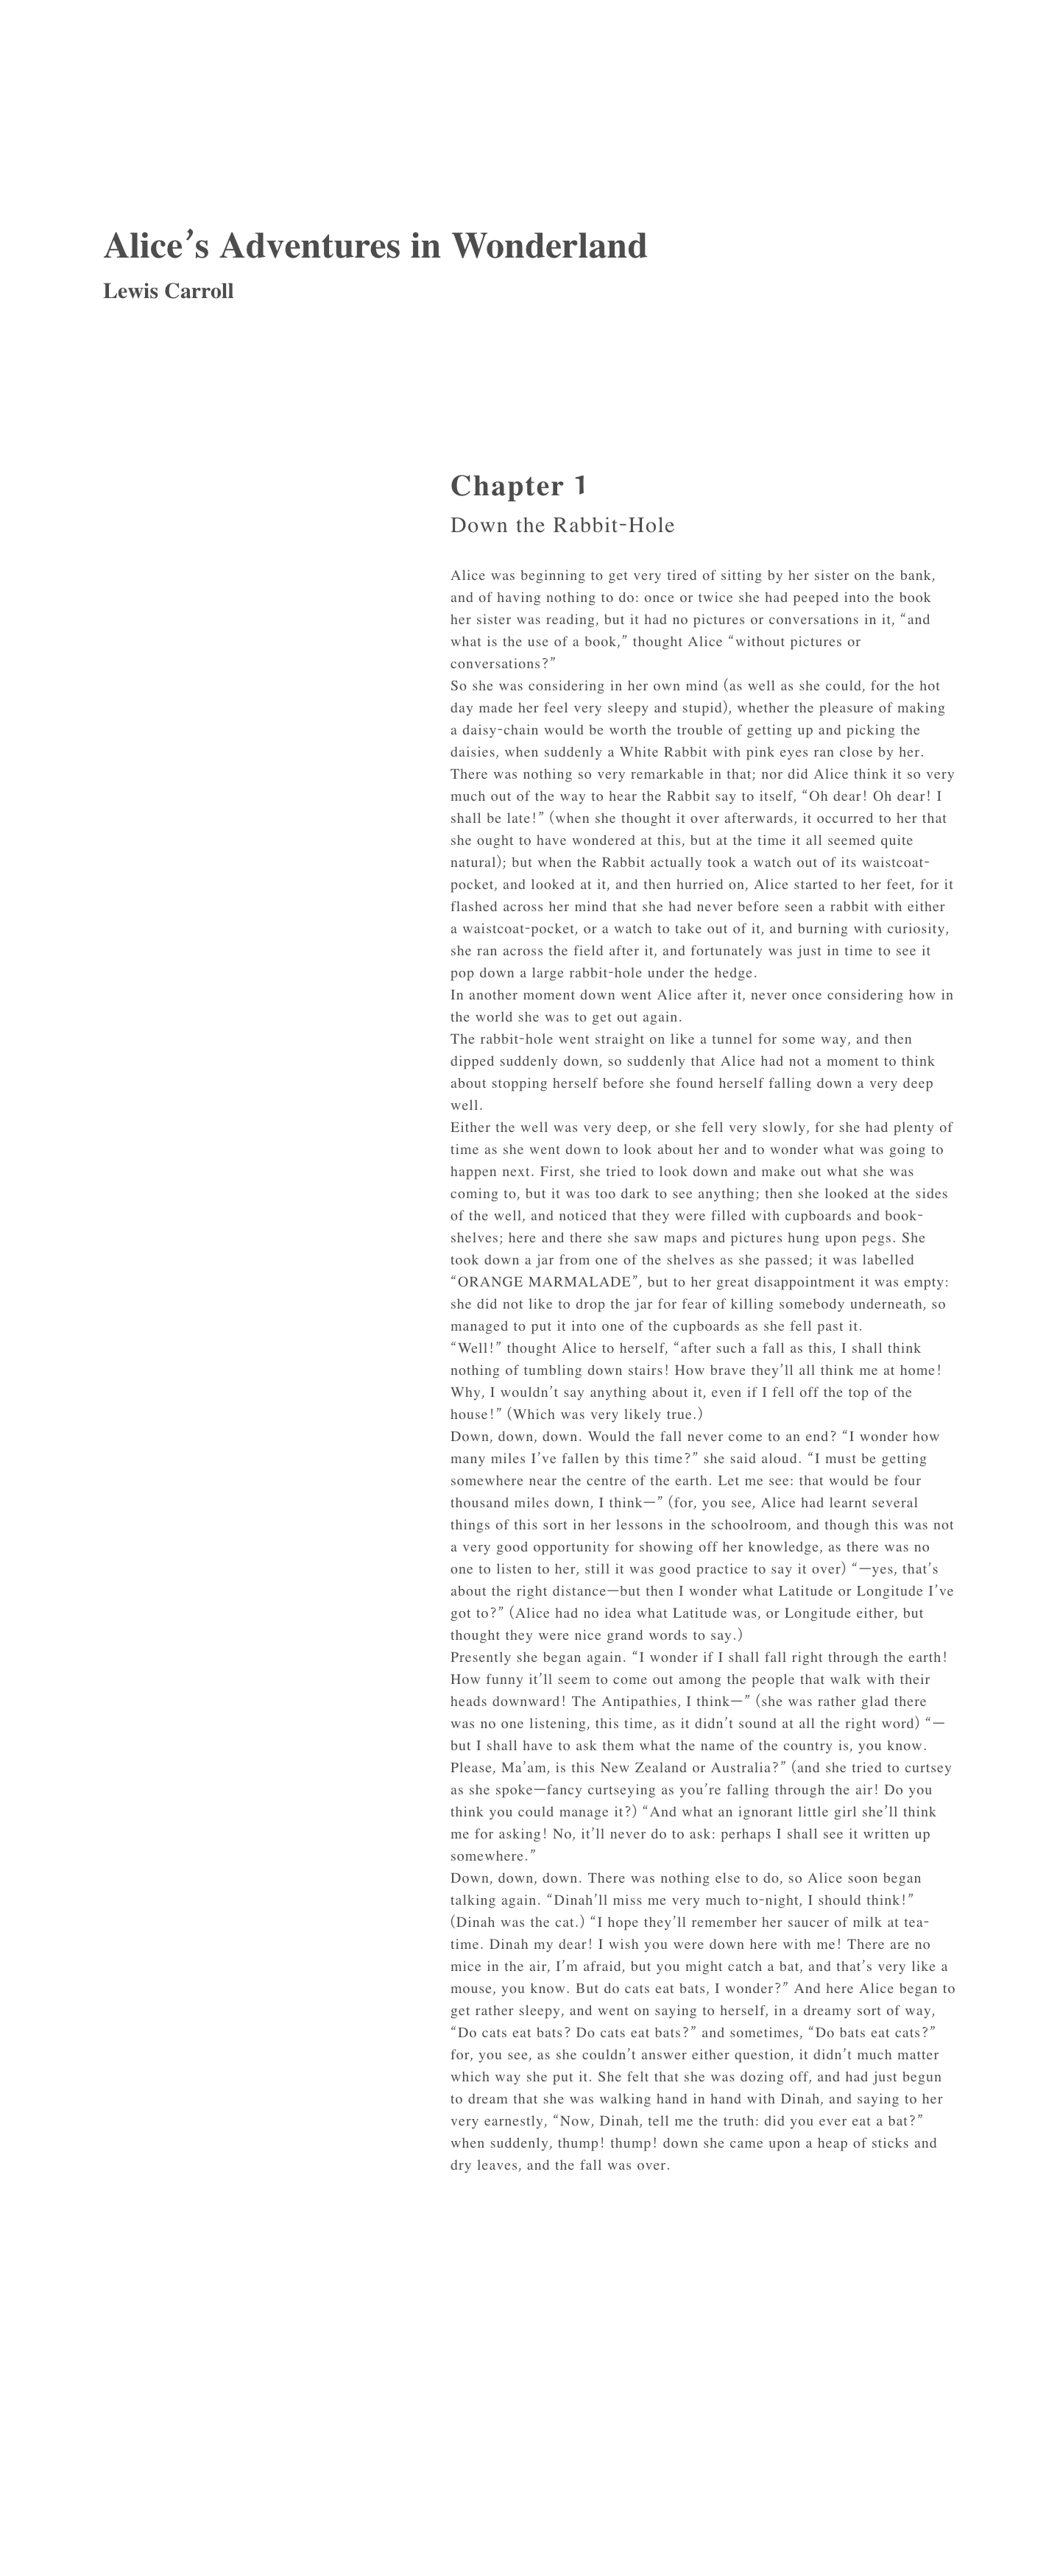 Alice’s Adventures in Wonderland
Lewis Carroll
Chapter 1
Down the Rabbit-Hole
Alice was beginning to get very tired of sitting by her sister on the bank,
and of having nothing to do: once or twice she had peeped into the book
her sister was reading, but it had no pictures or conversations in it, “and
what is the use of a book,” thought Alice “without pictures or
conversations?”
So she was considering in her own mind (as well as she could, for the hot
day made her feel very sleepy and stupid), whether the pleasure of making
a daisy-chain would be worth the trouble of getting up and picking the
daisies, when suddenly a White Rabbit with pink eyes ran close by her.
There was nothing so very remarkable in that; nor did Alice think it so very
much out of the way to hear the Rabbit say to itself, “Oh dear! Oh dear! I
shall be late!” (when she thought it over afterwards, it occurred to her that
she ought to have wondered at this, but at the time it all seemed quite
natural); but when the Rabbit actually took a watch out of its waistcoat-
pocket, and looked at it, and then hurried on, Alice started to her feet, for it
flashed across her mind that she had never before seen a rabbit with either
a waistcoat-pocket, or a watch to take out of it, and burning with curiosity,
she ran across the field after it, and fortunately was just in time to see it
pop down a large rabbit-hole under the hedge.
In another moment down went Alice after it, never once considering how in
the world she was to get out again.
The rabbit-hole went straight on like a tunnel for some way, and then
dipped suddenly down, so suddenly that Alice had not a moment to think
about stopping herself before she found herself falling down a very deep
well.
Either the well was very deep, or she fell very slowly, for she had plenty of
time as she went down to look about her and to wonder what was going to
happen next. First, she tried to look down and make out what she was
coming to, but it was too dark to see anything; then she looked at the sides
of the well, and noticed that they were filled with cupboards and book-
shelves; here and there she saw maps and pictures hung upon pegs. She
took down a jar from one of the shelves as she passed; it was labelled
“ORANGE MARMALADE”, but to her great disappointment it was empty:
she did not like to drop the jar for fear of killing somebody underneath, so
managed to put it into one of the cupboards as she fell past it.
“Well!” thought Alice to herself, “after such a fall as this, I shall think
nothing of tumbling down stairs! How brave they’ll all think me at home!
Why, I wouldn’t say anything about it, even if I fell off the top of the
house!” (Which was very likely true.)
Down, down, down. Would the fall never come to an end? “I wonder how
many miles I’ve fallen by this time?” she said aloud. “I must be getting
somewhere near the centre of the earth. Let me see: that would be four
thousand miles down, I think—” (for, you see, Alice had learnt several
things of this sort in her lessons in the schoolroom, and though this was not
a very good opportunity for showing off her knowledge, as there was no
one to listen to her, still it was good practice to say it over) “—yes, that’s
about the right distance—but then I wonder what Latitude or Longitude I’ve
got to?” (Alice had no idea what Latitude was, or Longitude either, but
thought they were nice grand words to say.)
Presently she began again. “I wonder if I shall fall right through the earth!
How funny it’ll seem to come out among the people that walk with their
heads downward! The Antipathies, I think—” (she was rather glad there
was no one listening, this time, as it didn’t sound at all the right word) “—
but I shall have to ask them what the name of the country is, you know.
Please, Ma’am, is this New Zealand or Australia?” (and she tried to curtsey
as she spoke—fancy curtseying as you’re falling through the air! Do you
think you could manage it?) “And what an ignorant little girl she’ll think
me for asking! No, it’ll never do to ask: perhaps I shall see it written up
somewhere.”
Down, down, down. There was nothing else to do, so Alice soon began
talking again. “Dinah’ll miss me very much to-night, I should think!”
(Dinah was the cat.) “I hope they’ll remember her saucer of milk at tea-
time. Dinah my dear! I wish you were down here with me! There are no
mice in the air, I’m afraid, but you might catch a bat, and that’s very like a
mouse, you know. But do cats eat bats, I wonder?” And here Alice began to
get rather sleepy, and went on saying to herself, in a dreamy sort of way,
“Do cats eat bats? Do cats eat bats?” and sometimes, “Do bats eat cats?”
for, you see, as she couldn’t answer either question, it didn’t much matter
which way she put it. She felt that she was dozing off, and had just begun
to dream that she was walking hand in hand with Dinah, and saying to her
very earnestly, “Now, Dinah, tell me the truth: did you ever eat a bat?”
when suddenly, thump! thump! down she came upon a heap of sticks and
dry leaves, and the fall was over.